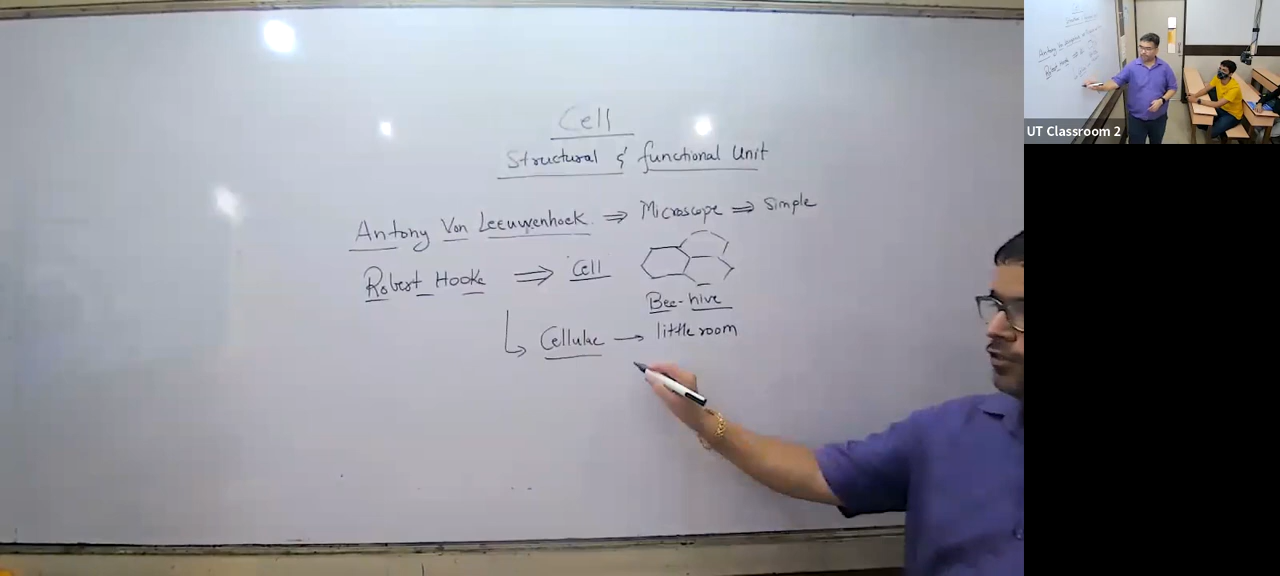 Cell
Structural & functional Unit
Antony Von Leeuwenhoek ⇒ Microscope ⇒ Simple
Robert Hooke ⇒ Cell
Bee-hive
Cellulae → little room
UT Classroom 2